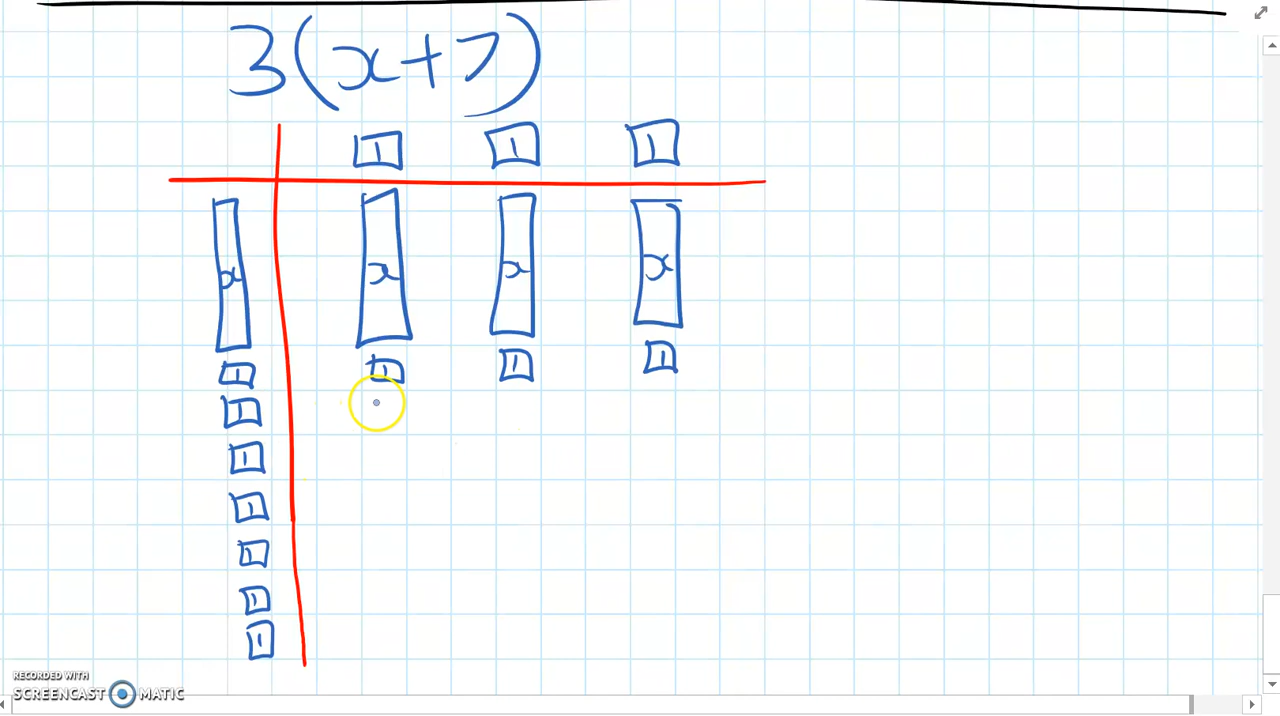 3(x+7)
1 1 1
x x x x
1 1 1 1
1
1
1
1
1
1
RECORDED WITH
SCREENCAST MATIC